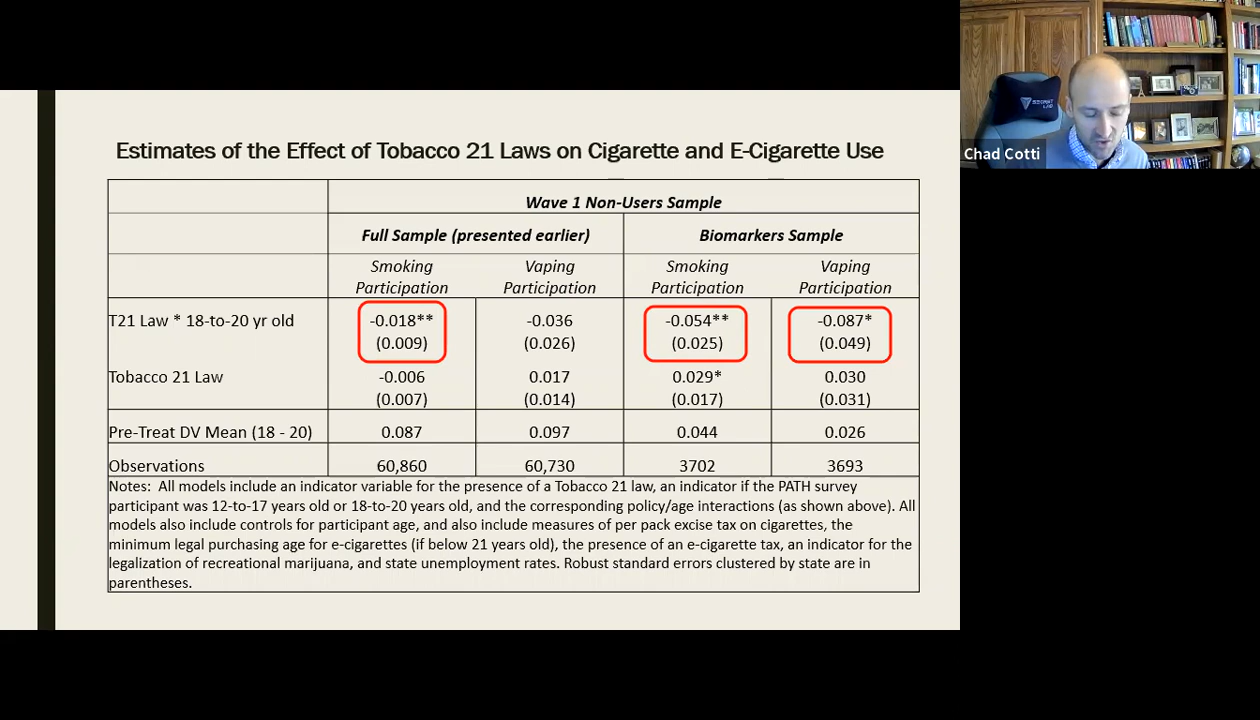 Estimates of the Effect of Tobacco 21 Laws on Cigarette and E-Cigarette Use
Wave 1 Non-Users Sample
Full Sample (presented earlier) Biomarkers Sample
Smoking Participation Vaping Participation Smoking Participation Vaping Participation
T21 Law * 18-to-20 yr old -0.018** -0.036 -0.054** -0.087*
(0.009) (0.026) (0.025) (0.049)
Tobacco 21 Law -0.006 0.017 0.029* 0.030
(0.007) (0.014) (0.017) (0.031)
Pre-Treat DV Mean (18 - 20) 0.087 0.097 0.044 0.026
Observations 60,860 60,730 3702 3693
Notes: All models include an indicator variable for the presence of a Tobacco 21 law, an indicator if the PATH survey
participant was 12-to-17 years old or 18-to-20 years old, and the corresponding policy/age interactions (as shown above). All
models also include controls for participant age, and also include measures of per pack excise tax on cigarettes, the
minimum legal purchasing age for e-cigarettes (if below 21 years old), the presence of an e-cigarette tax, an indicator for the
legalization of recreational marijuana, and state unemployment rates. Robust standard errors clustered by state are in
parentheses.
SECRET
LAB
Chad Cotti